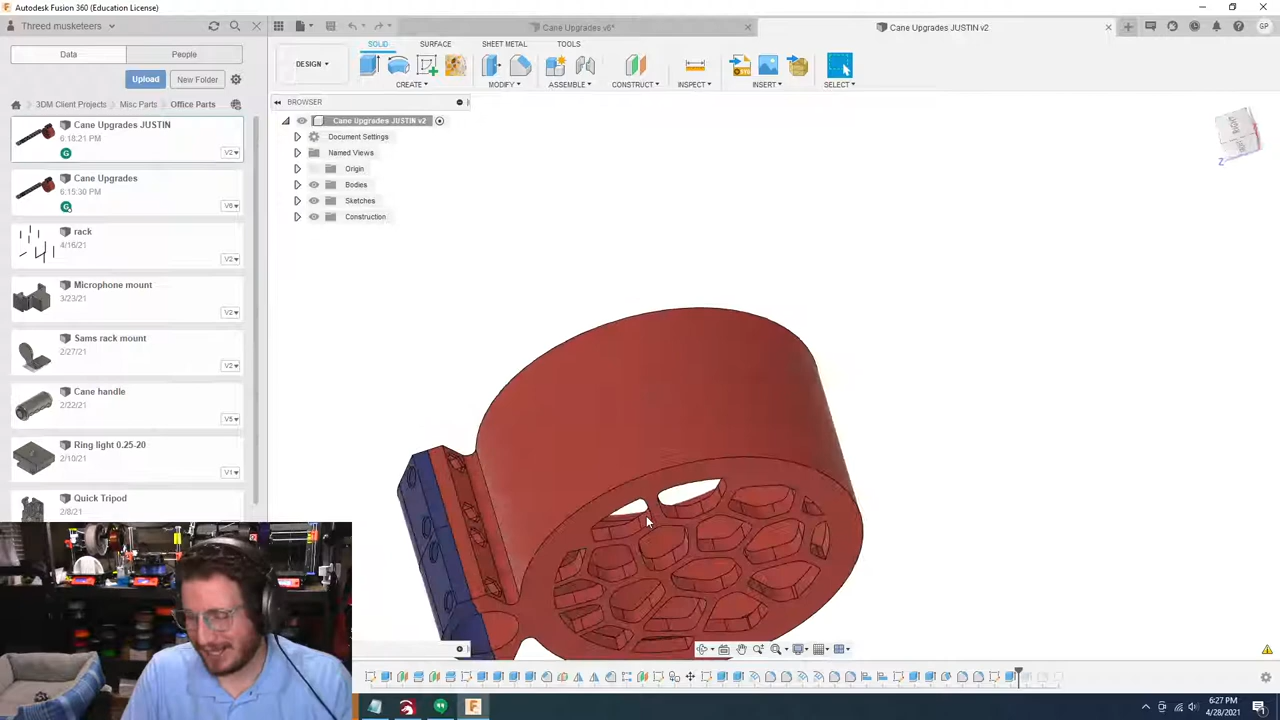 Autodesk Fusion 360 (Education License)
Threed musketeers
Cane Upgrades v6*
Cane Upgrades JUSTIN v2
GP
Data
People
SOLID
SURFACE
SHEET METAL
TOOLS
Upload
New Folder
DESIGN
CREATE
MODIFY
ASSEMBLE
CONSTRUCT
INSPECT
INSERT
SELECT
3DM Client Projects
Misc Parts
Office Parts
BROWSER
Cane Upgrades JUSTIN v2
Document Settings
Named Views
Origin
Bodies
Sketches
Construction
Cane Upgrades JUSTIN
6:18:21 PM
G
V2
Cane Upgrades
6:15:30 PM
G
V6
rack
4/16/21
V2
Microphone mount
3/23/21
V2
Sams rack mount
2/27/21
V2
Cane handle
2/22/21
V5
Ring light 0.25-20
2/10/21
V1
Quick Tripod
2/8/21
Z
6:27 PM
4/28/2021